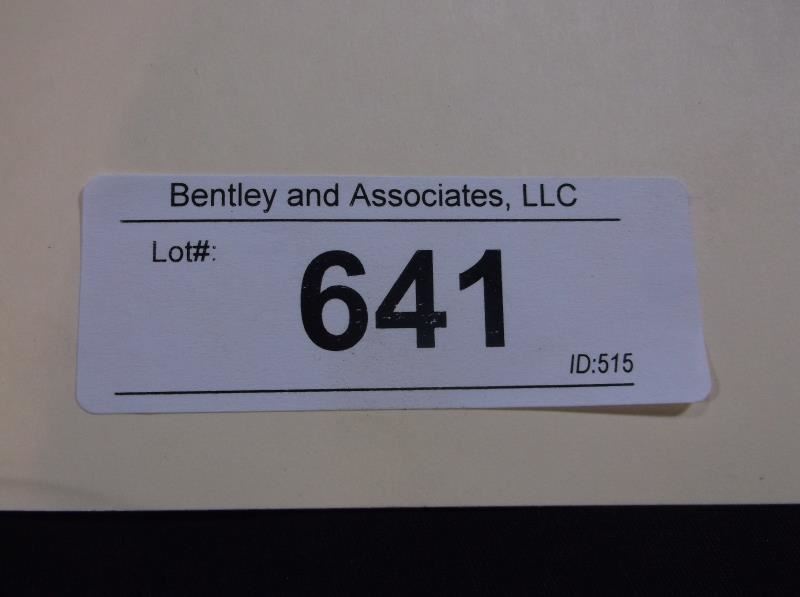 Bentley and Associates, LLC
Lot#:
641
ID:515